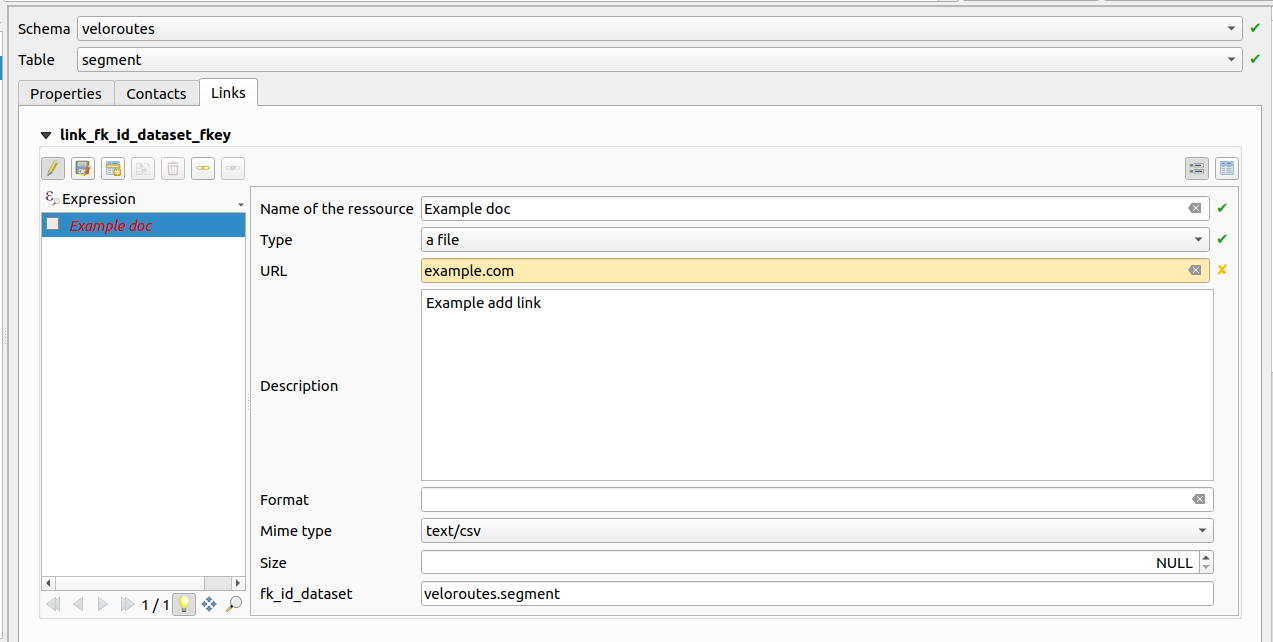 Schema veloroutes
Table segment
Properties Contacts Links
link_fk_id_dataset_fkey
Expression
Example doc
Name of the ressource Example doc
Type a file
URL example.com
Example add link
Description
Format
Mime type text/csv
Size NULL
fk_id_dataset veloroutes.segment
1 / 1